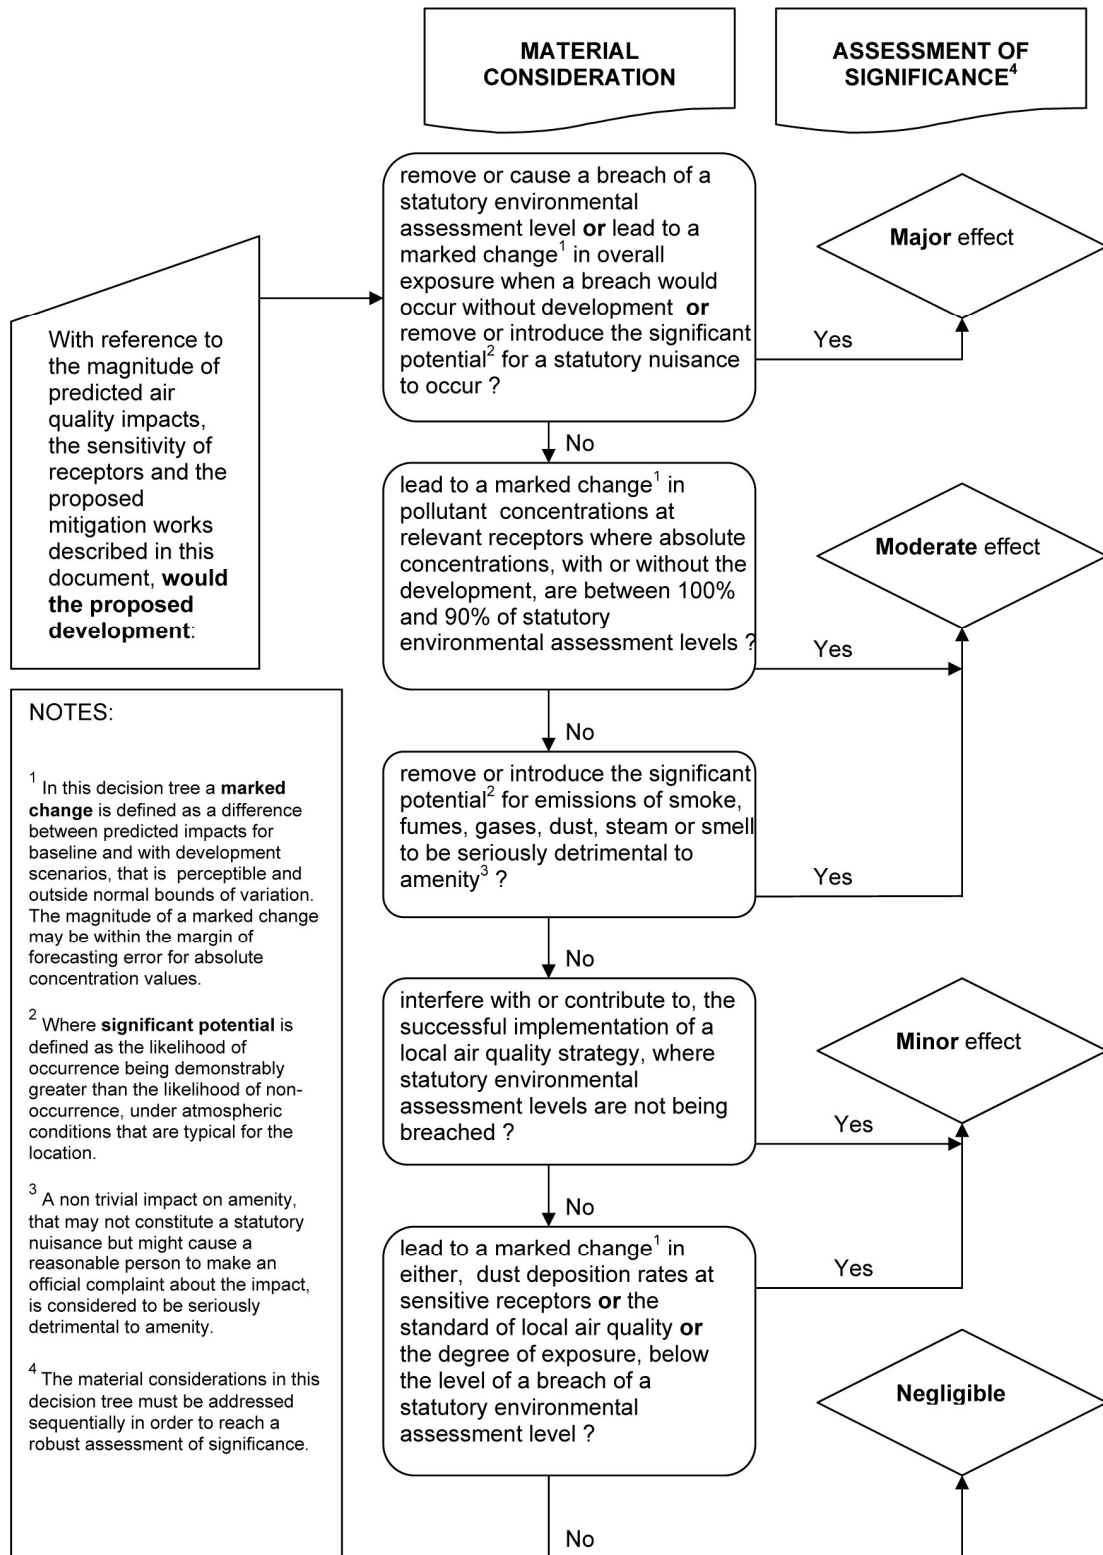 MATERIAL
CONSIDERATION
ASSESSMENT OF
SIGNIFICANCE4
With reference to
the magnitude of
predicted air
quality impacts,
the sensitivity of
receptors and the
proposed
mitigation works
described in this
document, would
the proposed
development:
remove or cause a breach of a
statutory environmental
assessment level or lead to a
marked change1 in overall
exposure when a breach would
occur without development or
remove or introduce the significant
potential2 for a statutory nuisance
to occur ?
Yes
Major effect
No
lead to a marked change1 in
pollutant concentrations at
relevant receptors where absolute
concentrations, with or without the
development, are between 100%
and 90% of statutory
environmental assessment levels ?
Yes
Moderate effect
No
remove or introduce the significant
potential2 for emissions of smoke,
fumes, gases, dust, steam or smell
to be seriously detrimental to
amenity3 ?
Yes
No
interfere with or contribute to, the
successful implementation of a
local air quality strategy, where
statutory environmental
assessment levels are not being
breached ?
Yes
Minor effect
No
lead to a marked change1 in
either, dust deposition rates at
sensitive receptors or the
standard of local air quality or
the degree of exposure, below
the level of a breach of a
statutory environmental
assessment level ?
Yes
Negligible
No
NOTES:
1 In this decision tree a marked
change is defined as a difference
between predicted impacts for
baseline and with development
scenarios, that is perceptible and
outside normal bounds of variation.
The magnitude of a marked change
may be within the margin of
forecasting error for absolute
concentration values.
2 Where significant potential is
defined as the likelihood of
occurrence being demonstrably
greater than the likelihood of non-
occurrence, under atmospheric
conditions that are typical for the
location.
3 A non trivial impact on amenity,
that may not constitute a statutory
nuisance but might cause a
reasonable person to make an
official complaint about the impact,
is considered to be seriously
detrimental to amenity.
4 The material considerations in this
decision tree must be addressed
sequentially in order to reach a
robust assessment of significance.